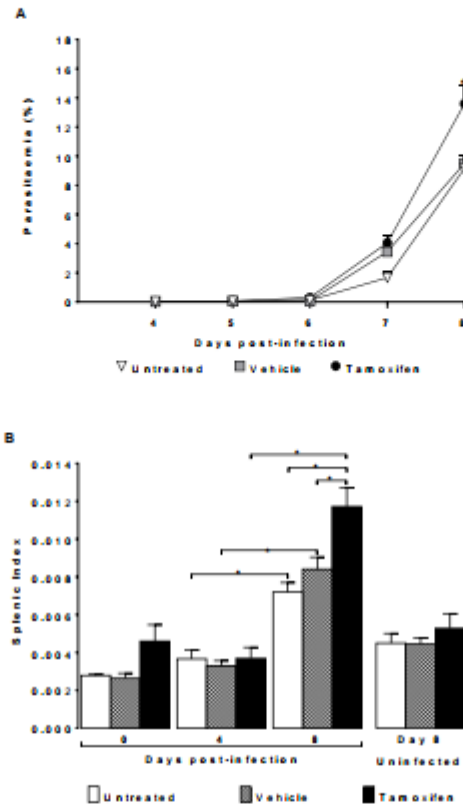 A
18
16
14
12
10
8
6
4
2
0
Parasitaemia (%)
4 5 6 7 8
Days post-infection
Untreated Vehicle Tamoxifen
B
0.014
0.012
0.010
0.008
0.006
0.004
0.002
0.000
Splenic Index
* * * * * 
0 4 8 Day 8
Days post-infection Uninfected
Untreated Vehicle Tamoxifen